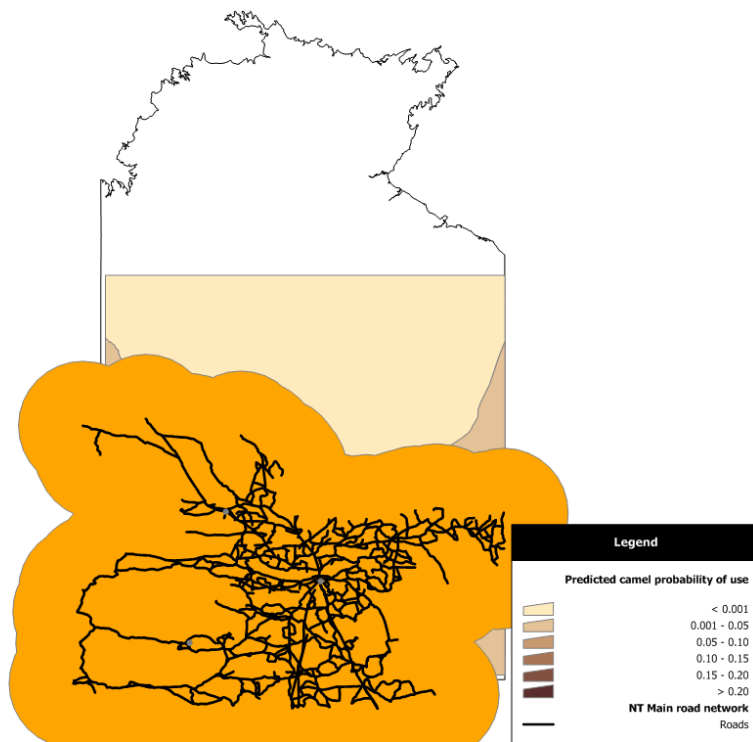 Legend
Predicted camel probability of use
< 0.001
0.001 - 0.05
0.05 - 0.10
0.10 - 0.15
0.15 - 0.20
> 0.20
NT Main road network
Roads